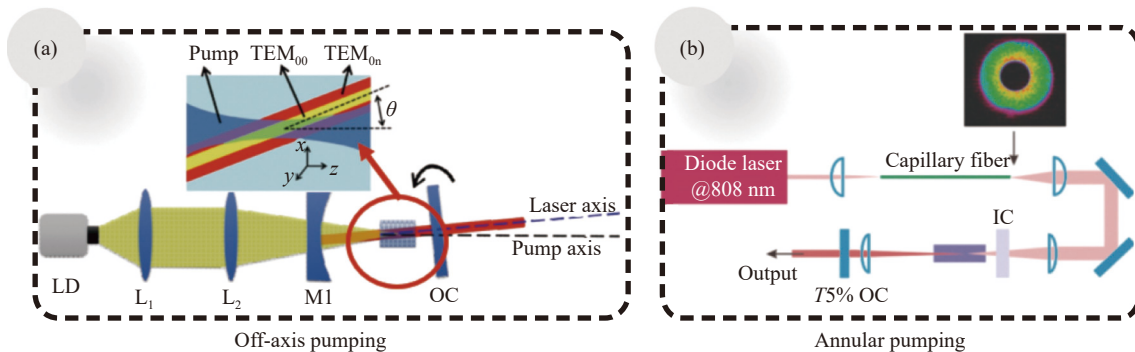 (a)
Pump
TEM00
TEM0n
θ
x
y
z
Laser axis
Pump axis
LD
L1
L2
M1
OC
Off-axis pumping
(b)
Diode laser
@808 nm
Capillary fiber
IC
Output
T5% OC
Annular pumping